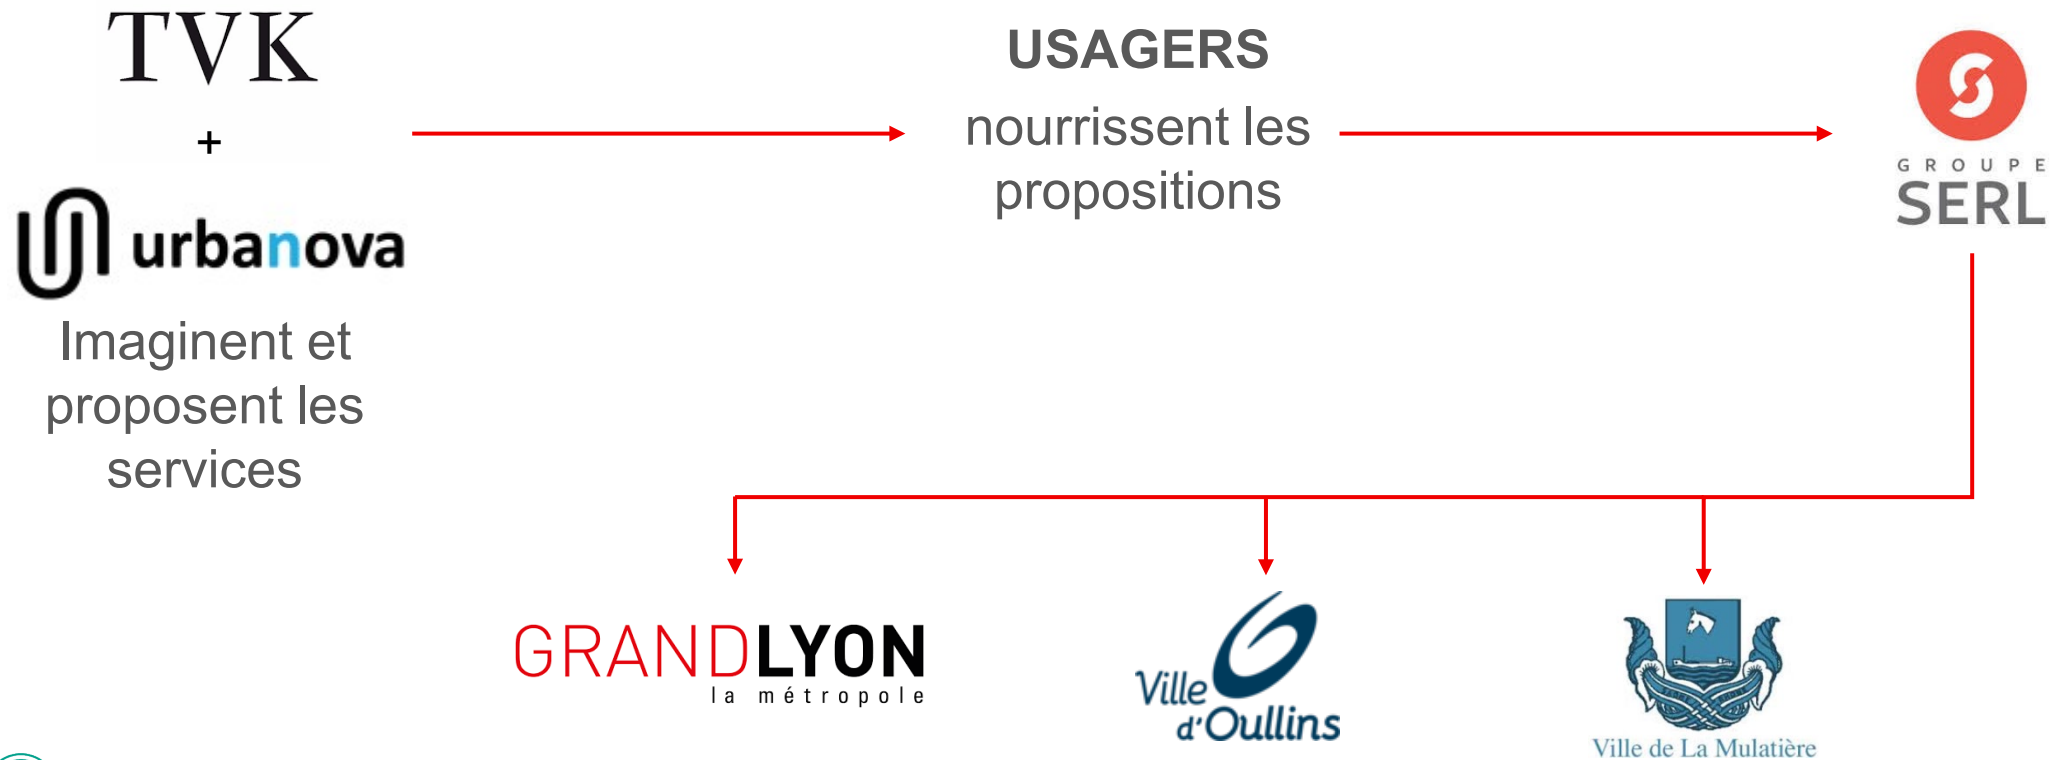 TVK
+
urbanova
Imaginent et
proposent les
services
USAGERS
nourrissent les
propositions
GROUPE
SERL
GRANDLYON
la métropole
Ville
d'Oullins
Ville de La Mulatière